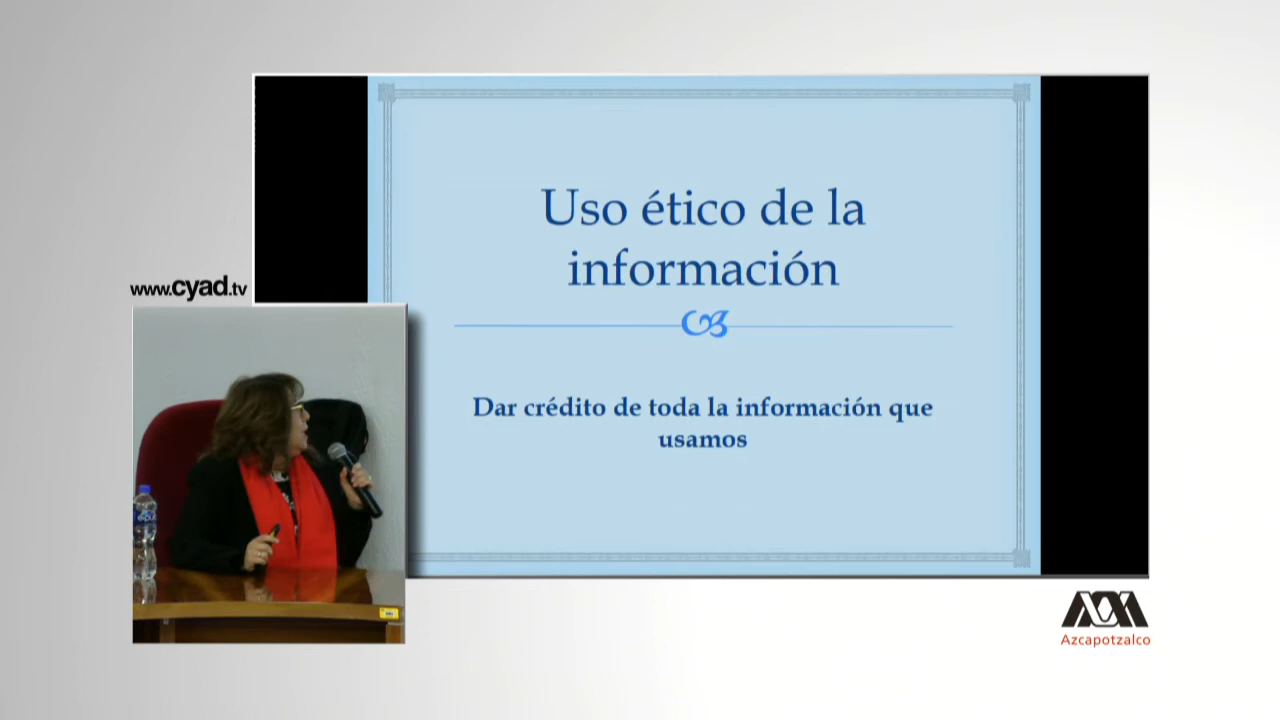 Uso ético de la
información
Dar crédito de toda la información que
usamos
www.cyad.tv
Azcapotzalco